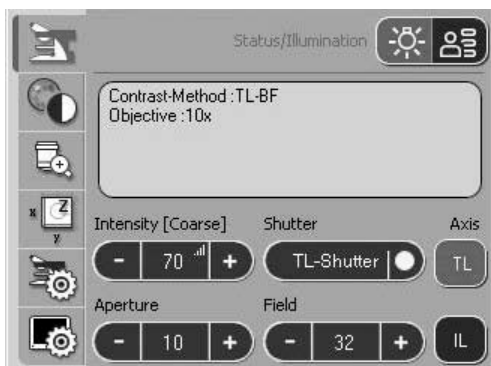 Status/Illumination
Contrast-Method :TL-BF
Objective :10x
x Z
y
Intensity [Coarse] Shutter Axis
- 70 + TL-Shutter TL
Aperture Field
- 10 + - 32 + IL